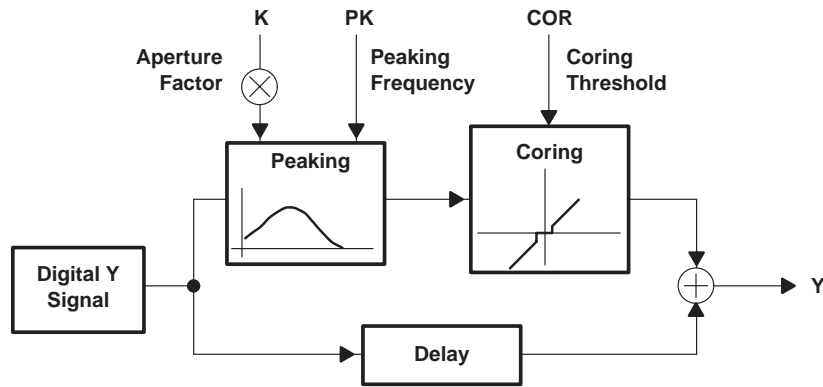 K
PK
COR
Aperture
Factor
Peaking
Frequency
Coring
Threshold
Peaking
Coring
Digital Y
Signal
Y
Delay